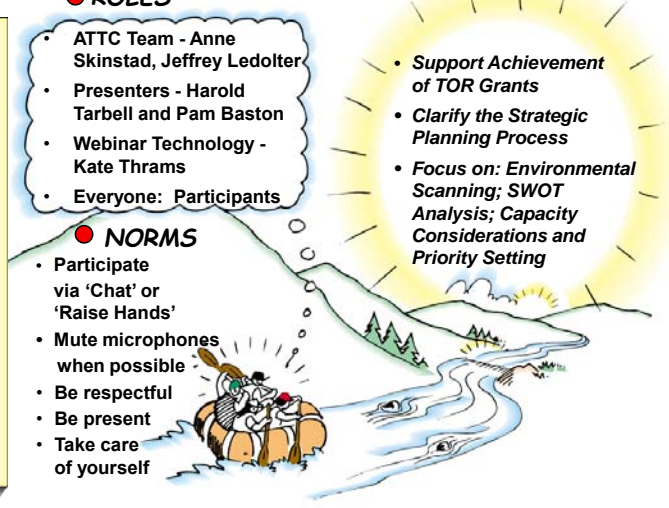 ROLES
• ATTC Team - Anne
Skinstad, Jeffrey Ledolter
• Presenters - Harold
Tarbell and Pam Baston
• Webinar Technology -
Kate Thrams
• Everyone: Participants
NORMS
• Participate
via ‘Chat’ or
‘Raise Hands’
• Mute microphones
when possible
• Be respectful
• Be present
• Take care
of yourself
• Support Achievement
of TOR Grants
• Clarify the Strategic
Planning Process
• Focus on: Environmental
Scanning; SWOT
Analysis; Capacity
Considerations and
Priority Setting